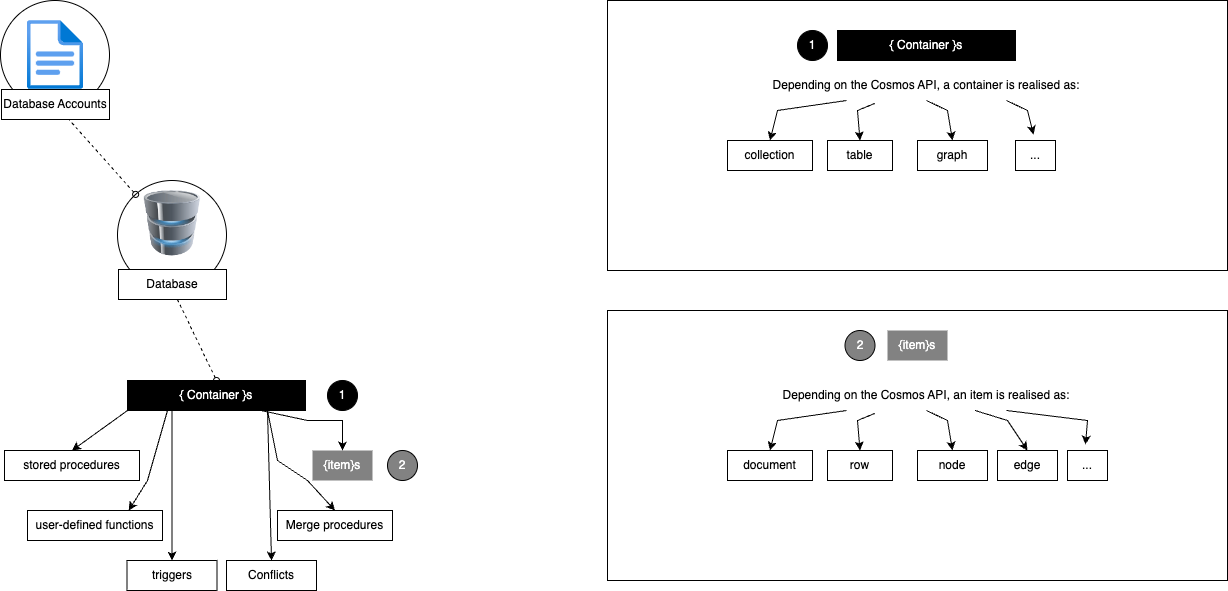 Database Accounts
Database
{ Container }s
1
stored procedures
{item}s
2
user-defined functions
Merge procedures
triggers
Conflicts
1
{ Container }s
Depending on the Cosmos API, a container is realised as:
collection
table
graph
...
2
{item}s
Depending on the Cosmos API, an item is realised as:
document
row
node
edge
...